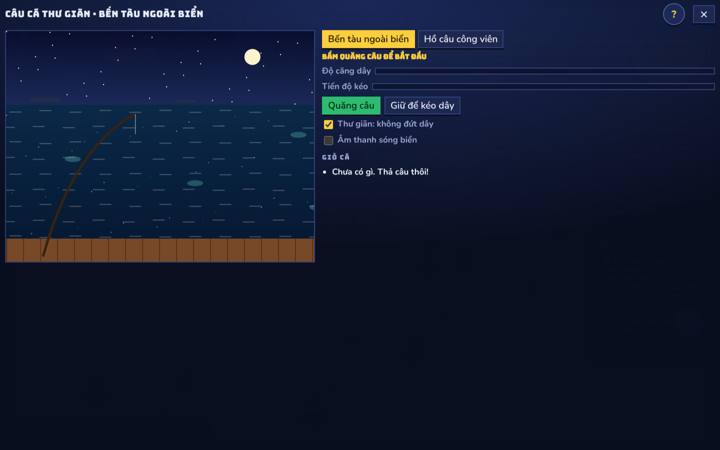 CÂU CÁ THƯ GIÃN • BẾN TÀU NGOÀI BIỂN
?
✕
Bến tàu ngoài biển
Hồ câu công viên
BẤM QUĂNG CÂU ĐỂ BẮT ĐẦU
Độ căng dây
Tiến độ kéo
Quăng câu
Giữ để kéo dây
Thư giãn: không đứt dây
Âm thanh sóng biển
GIỎ CÁ
• Chưa có gì. Thả câu thôi!